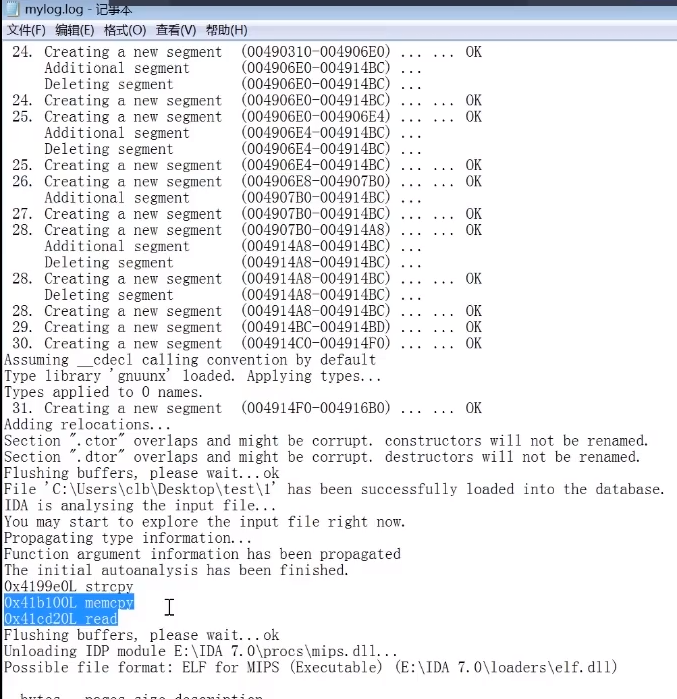 mylog.log - 记事本
文件(F) 编辑(E) 格式(O) 查看(V) 帮助(H)
24. Creating a new segment (00490310-004906E0) ... ... OK
Additional segment (004906E0-004914BC) ...
Deleting segment (004906E0-004914BC) ...
24. Creating a new segment (004906E0-004914BC) ... ... OK
25. Creating a new segment (004906E0-004906E4) ... ... OK
Additional segment (004906E4-004914BC) ...
Deleting segment (004906E4-004914BC) ...
25. Creating a new segment (004906E4-004914BC) ... ... OK
26. Creating a new segment (004906E8-004907B0) ... ... OK
Additional segment (004907B0-004914BC) ...
27. Creating a new segment (004907B0-004914BC) ... ... OK
28. Creating a new segment (004907B0-004914A8) ... ... OK
Additional segment (004914A8-004914BC) ...
Deleting segment (004914A8-004914BC) ...
28. Creating a new segment (004914A8-004914BC) ... ... OK
Deleting segment (004914A8-004914BC) ...
28. Creating a new segment (004914A8-004914BC) ... ... OK
29. Creating a new segment (004914BC-004914BD) ... ... OK
30. Creating a new segment (004914C0-004914F0) ... ... OK
Assuming __cdecl calling convention by default
Type library 'gnuunx' loaded. Applying types...
Types applied to 0 names.
31. Creating a new segment (004914F0-004916B0) ... ... OK
Adding relocations...
Section ".ctor" overlaps and might be corrupt. constructors will not be renamed.
Section ".dtor" overlaps and might be corrupt. destructors will not be renamed.
Flushing buffers, please wait...ok
File 'C:\Users\clb\Desktop\test\1' has been successfully loaded into the database.
IDA is analysing the input file...
You may start to explore the input file right now.
Propagating type information...
Function argument information has been propagated
The initial autoanalysis has been finished.
0x4199e0L strcpy
0x41b100L memcpy
0x41cd20L read
Flushing buffers, please wait...ok
Unloading IDP module E:\IDA 7.0\procs\mips.dll...
Possible file format: ELF for MIPS (Executable) (E:\IDA 7.0\loaders\elf.dll)
bytes pages size description